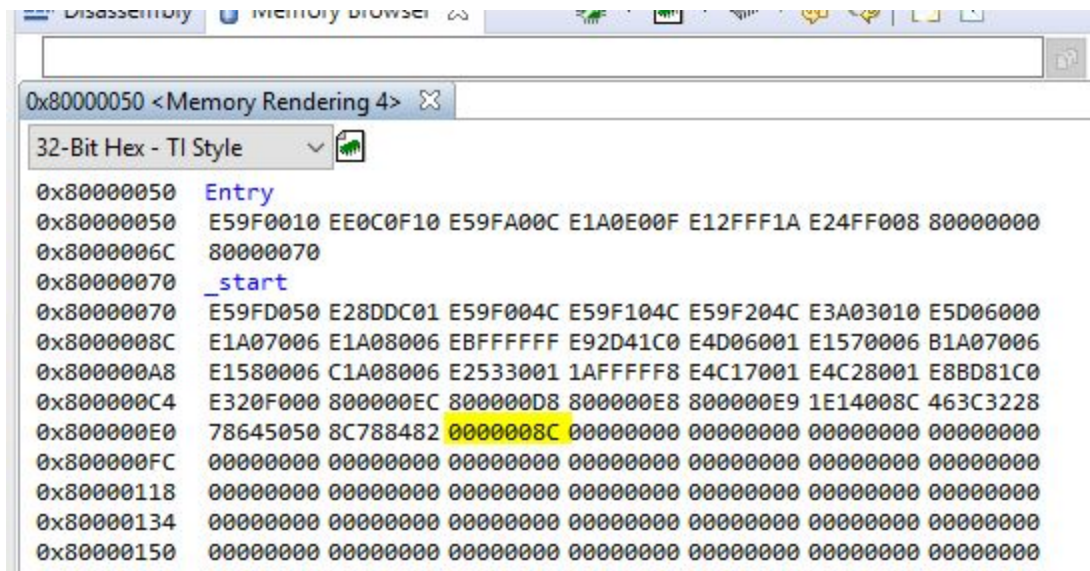 Disassembly Memory Browser
0x80000050 <Memory Rendering 4>
32-Bit Hex - TI Style
0x80000050 Entry
0x80000050 E59F0010 EE0C0F10 E59FA00C E1A0E00F E12FFF1A E24FF008 80000000
0x8000006C 80000070
0x80000070 _start
0x80000070 E59FD050 E28DDC01 E59F004C E59F104C E59F204C E3A03010 E5D06000
0x8000008C E1A07006 E1A08006 EBFFFFFF E92D41C0 E4D06001 E1570006 B1A07006
0x800000A8 E1580006 C1A08006 E2533001 1AFFFFF8 E4C17001 E4C28001 E8BD81C0
0x800000C4 E320F000 800000EC 800000D8 800000E8 800000E9 1E14008C 463C3228
0x800000E0 78645050 8C788482 0000008C 00000000 00000000 00000000 00000000
0x800000FC 00000000 00000000 00000000 00000000 00000000 00000000 00000000
0x80000118 00000000 00000000 00000000 00000000 00000000 00000000 00000000
0x80000134 00000000 00000000 00000000 00000000 00000000 00000000 00000000
0x80000150 00000000 00000000 00000000 00000000 00000000 00000000 00000000